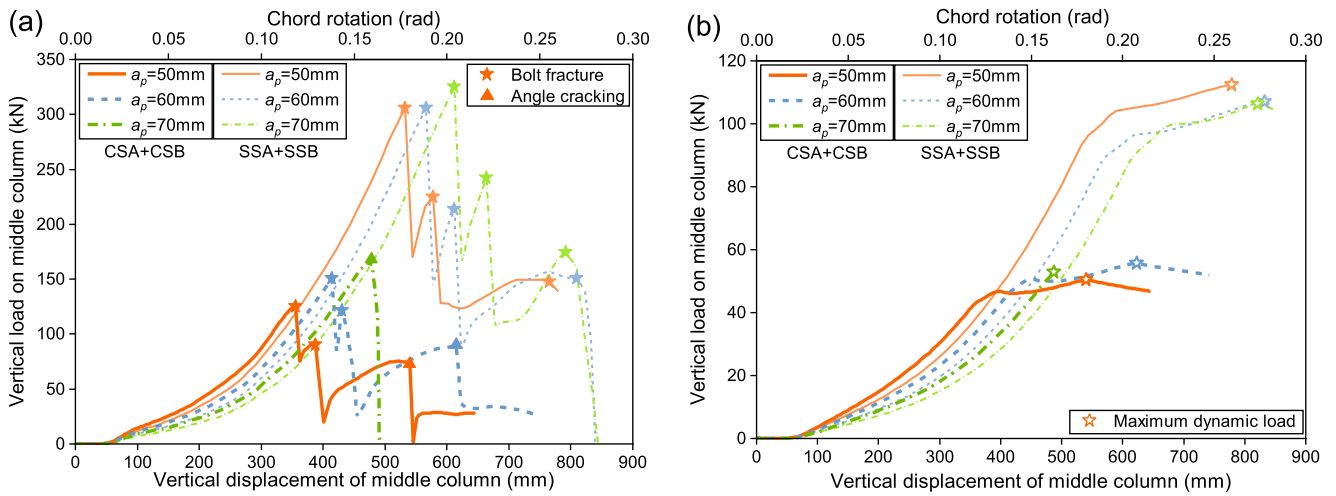 (a)
Chord rotation (rad)
0.00 0.05 0.10 0.15 0.20 0.25 0.30
Vertical load on middle column (kN)
350
300
250
200
150
100
50
0
a_p=50mm a_p=50mm
a_p=60mm a_p=60mm
a_p=70mm a_p=70mm
CSA+CSB SSA+SSB
Bolt fracture
Angle cracking
0 100 200 300 400 500 600 700 800 900
Vertical displacement of middle column (mm)
(b)
Chord rotation (rad)
0.00 0.05 0.10 0.15 0.20 0.25 0.30
Vertical load on middle column (kN)
120
100
80
60
40
20
0
a_p=50mm a_p=50mm
a_p=60mm a_p=60mm
a_p=70mm a_p=70mm
CSA+CSB SSA+SSB
Maximum dynamic load
0 100 200 300 400 500 600 700 800 900
Vertical displacement of middle column (mm)